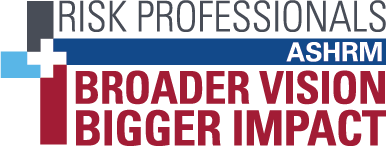 RISK PROFESSIONALS
ASHRM
BROADER VISION
BIGGER IMPACT